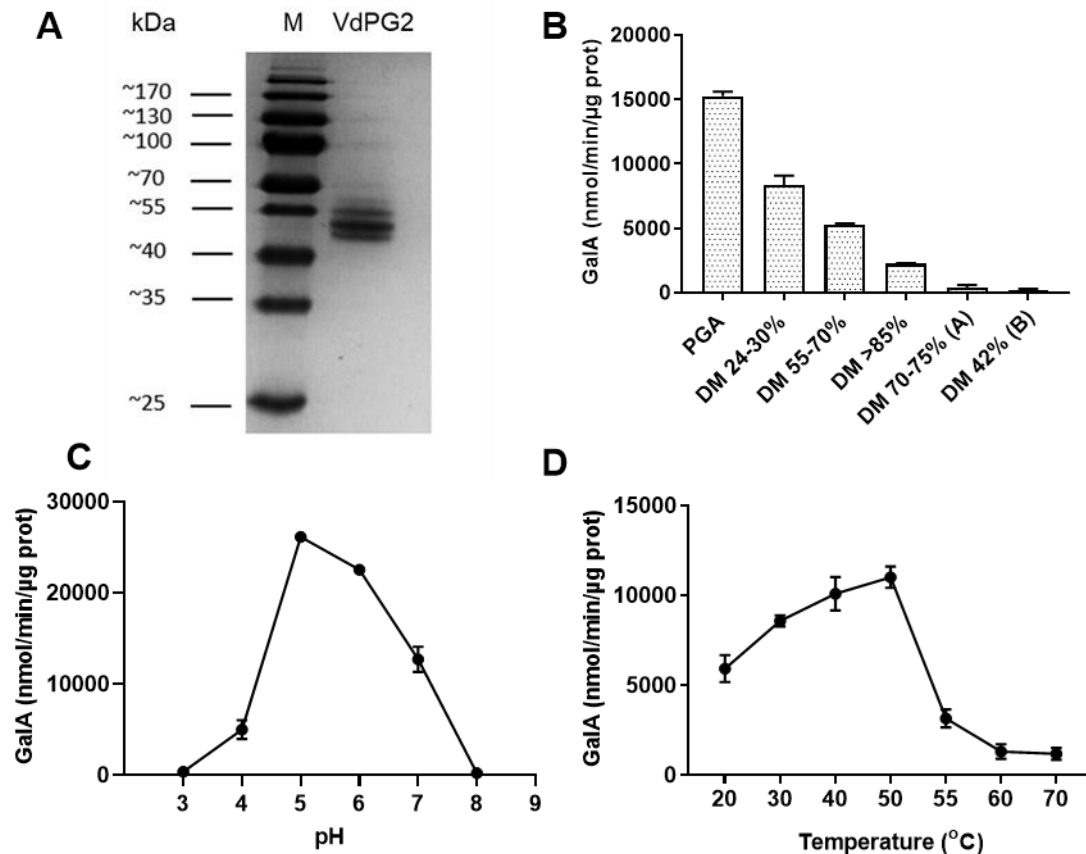 A
kDa M VdPG2
~170
~130
~100
~70
~55
~40
~35
~25
B
GalA (nmol/min/µg prot)
20000
15000
10000
5000
0
PGA
DM 24-30%
DM 55-70%
DM >85%
DM 70-75% (A)
DM 42% (B)
C
GalA (nmol/min/µg prot)
30000
20000
10000
0
3 4 5 6 7 8 9
pH
D
GalA (nmol/min/µg prot)
15000
10000
5000
0
20 30 40 50 55 60 70
Temperature (°C)